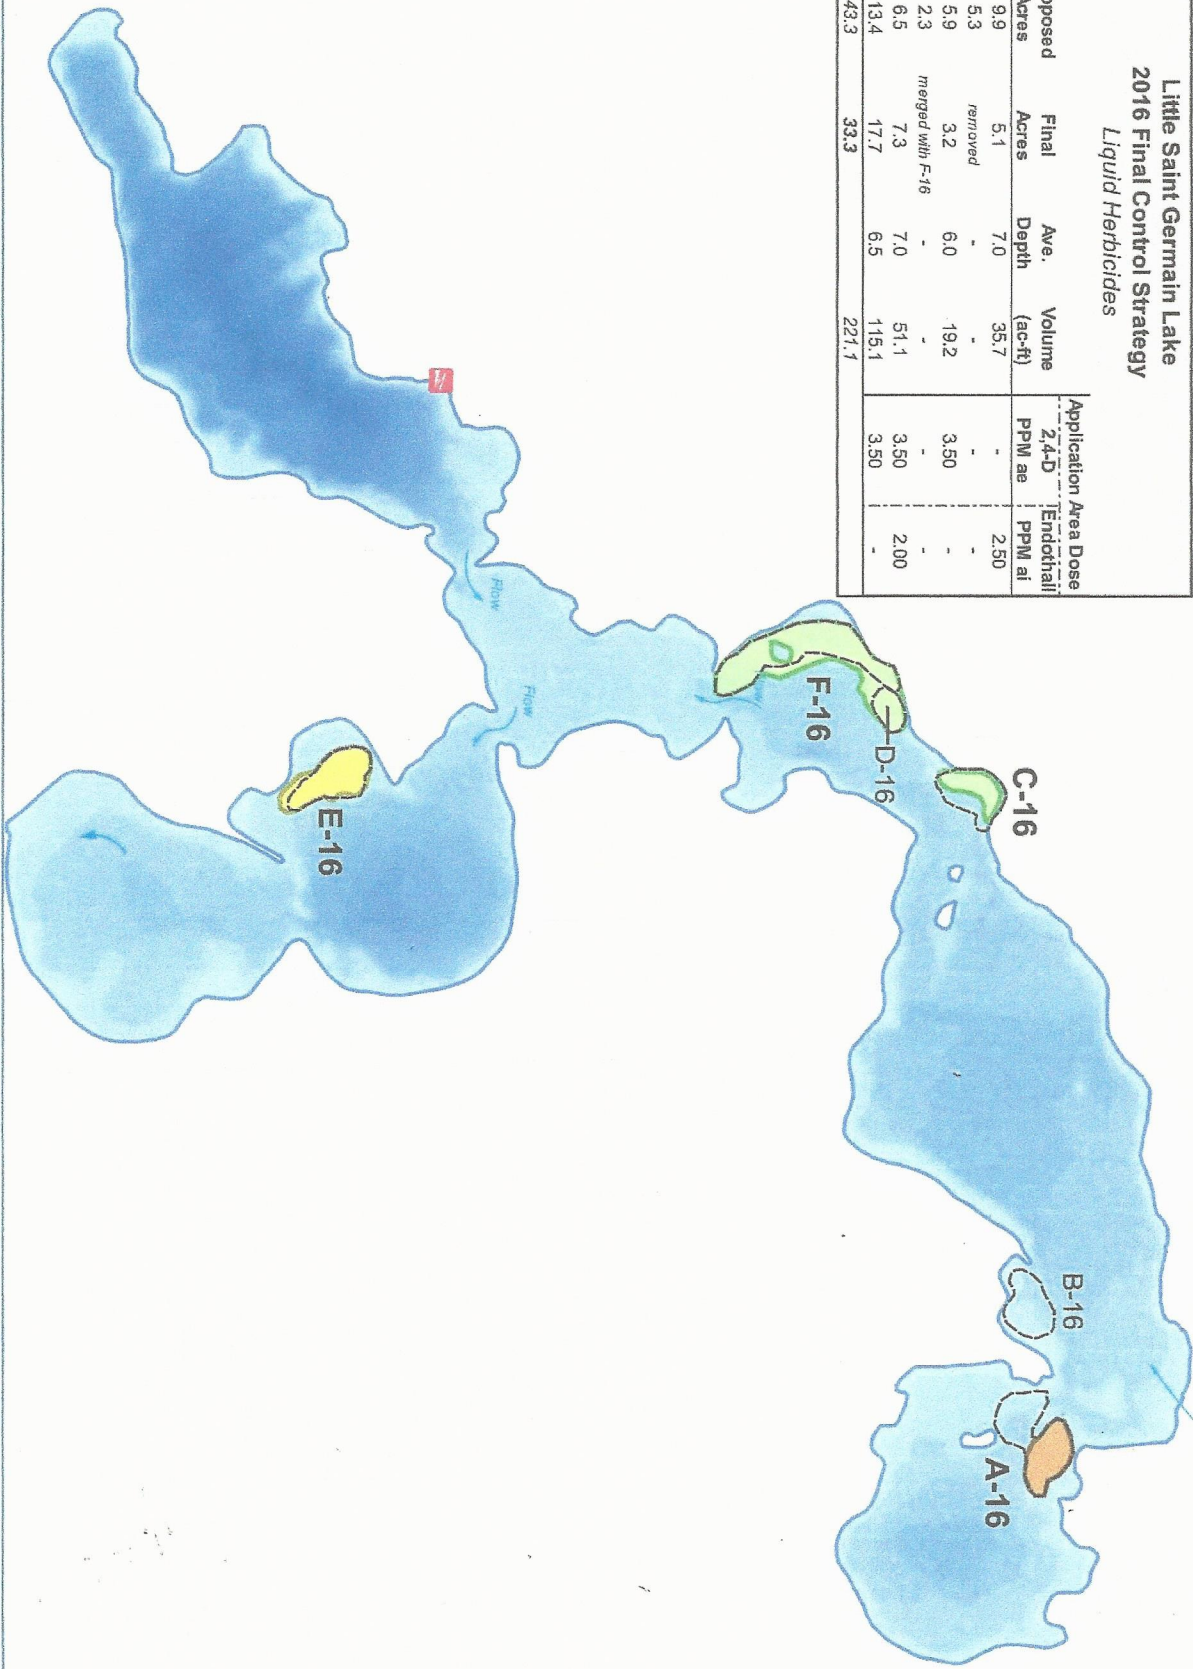 Little Saint Germain Lake
2016 Final Control Strategy
Liquid Herbicides
Application Area Dose
Final Ave. Volume 2,4-D Endothall
Acres Acres Depth (ac-ft) PPM ae PPM ai
9.9 5.1 7.0 35.7 - 2.50
5.3 removed - - - -
5.9 3.2 6.0 19.2 3.50 -
2.3 merged with F-16 - - - -
6.5 7.3 7.0 51.1 3.50 2.00
13.4 17.7 6.5 115.1 3.50 -
43.3 33.3 221.1
C-16
D-16
F-16
B-16
A-16
E-16
Flow
Flow